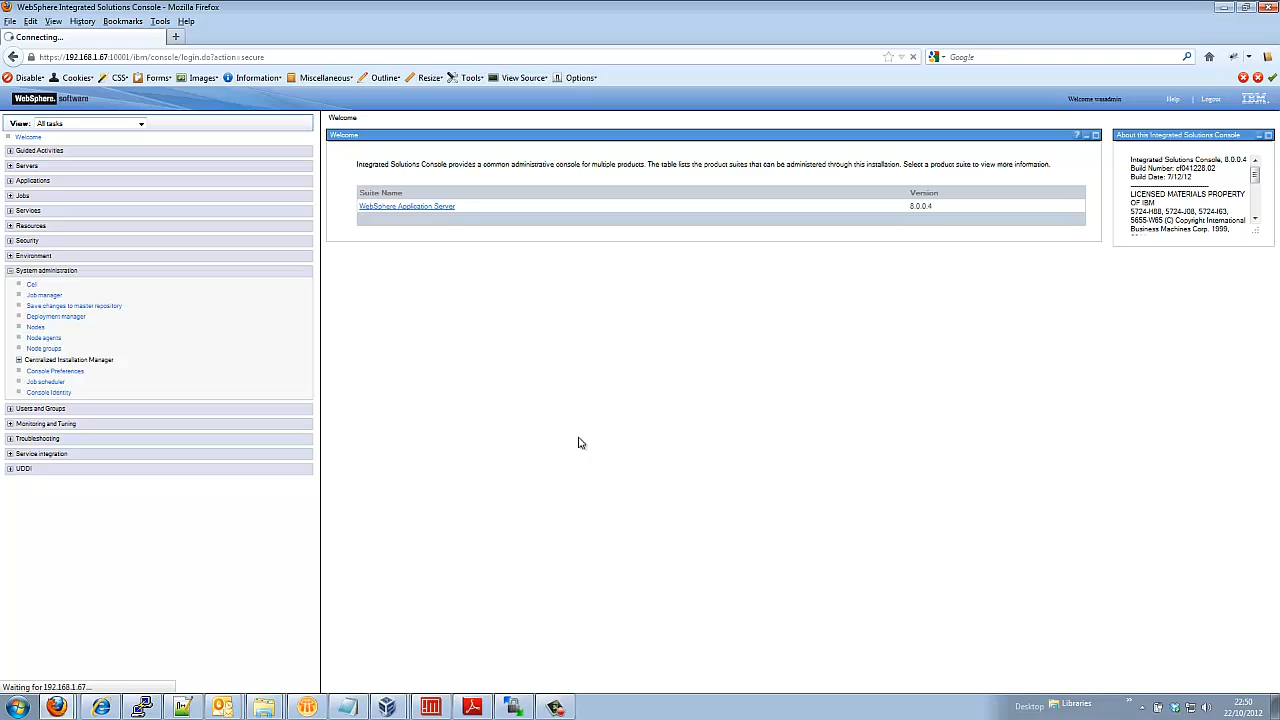 WebSphere Integrated Solutions Console - Mozilla Firefox
File Edit View History Bookmarks Tools Help
Connecting...
https://192.168.1.67:10001/ibm/console/login.do?action=secure
Google
Disable Cookies CSS Forms Images Information Miscellaneous Outline Resize Tools View Source Options
WebSphere. software
Welcome wasadmin Help Logout IBM
View: All tasks
Welcome
Guided Activities
Servers
Applications
Jobs
Services
Resources
Security
Environment
System administration
Cell
Job manager
Save changes to master repository
Deployment manager
Nodes
Node agents
Node groups
Centralized Installation Manager
Console Preferences
Job scheduler
Console Identity
Users and Groups
Monitoring and Tuning
Troubleshooting
Service integration
UDDI
Welcome
Welcome
Integrated Solutions Console provides a common administrative console for multiple products. The table lists the product suites that can be administered through this installation. Select a product suite to view more information.
Suite Name Version
WebSphere Application Server 8.0.0.4
About this Integrated Solutions Console
Integrated Solutions Console, 8.0.0.4
Build Number: cf041228.02
Build Date: 7/12/12
LICENSED MATERIALS PROPERTY
OF IBM
5724-H88, 5724-J08, 5724-I63,
5655-W65 (C) Copyright International
Business Machines Corp. 1999,
Waiting for 192.168.1.67...
Desktop Libraries
22:50
22/10/2012